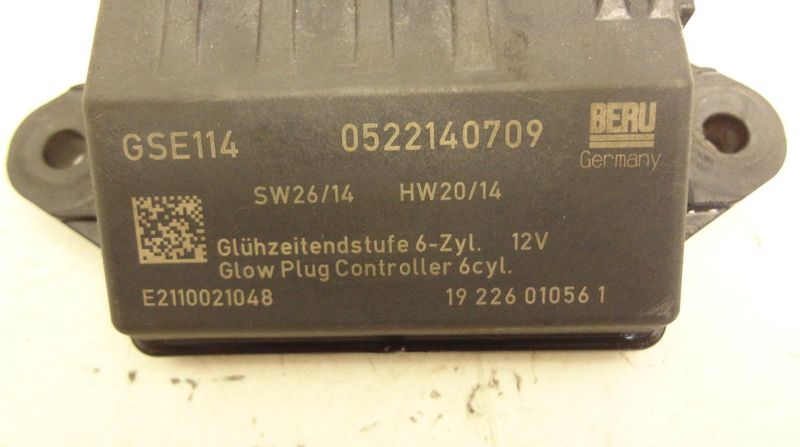 GSE114 0522140709 BERU
Germany
SW26/14 HW20/14
Glühzeitendstufe 6-Zyl. 12V
Glow Plug Controller 6cyl.
E2110021048 19 226 01056 1